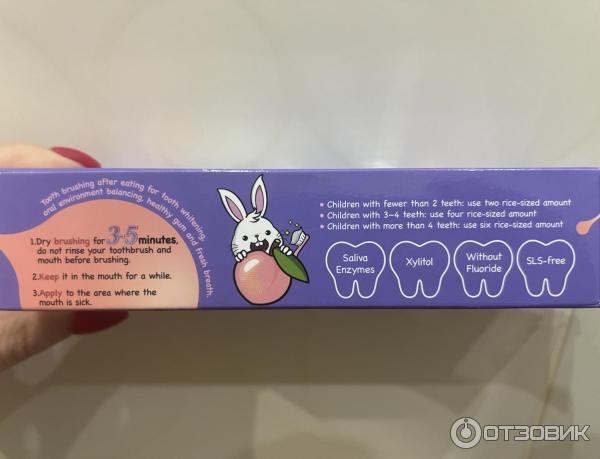 Tooth brushing after eating for tooth whitening,
oral environment balancing, healthy gum and fresh breath.
1.Dry brushing for 3-5 minutes,
do not rinse your toothbrush and
mouth before brushing.
2.Keep it in the mouth for a while.
3.Apply to the area where the
mouth is sick.
• Children with fewer than 2 teeth: use two rice-sized amount
• Children with 3–4 teeth: use four rice-sized amount
• Children with more than 4 teeth: use six rice-sized amount
Saliva
Enzymes
Xylitol
Without
Fluoride
SLS-free
ОТЗОВИК